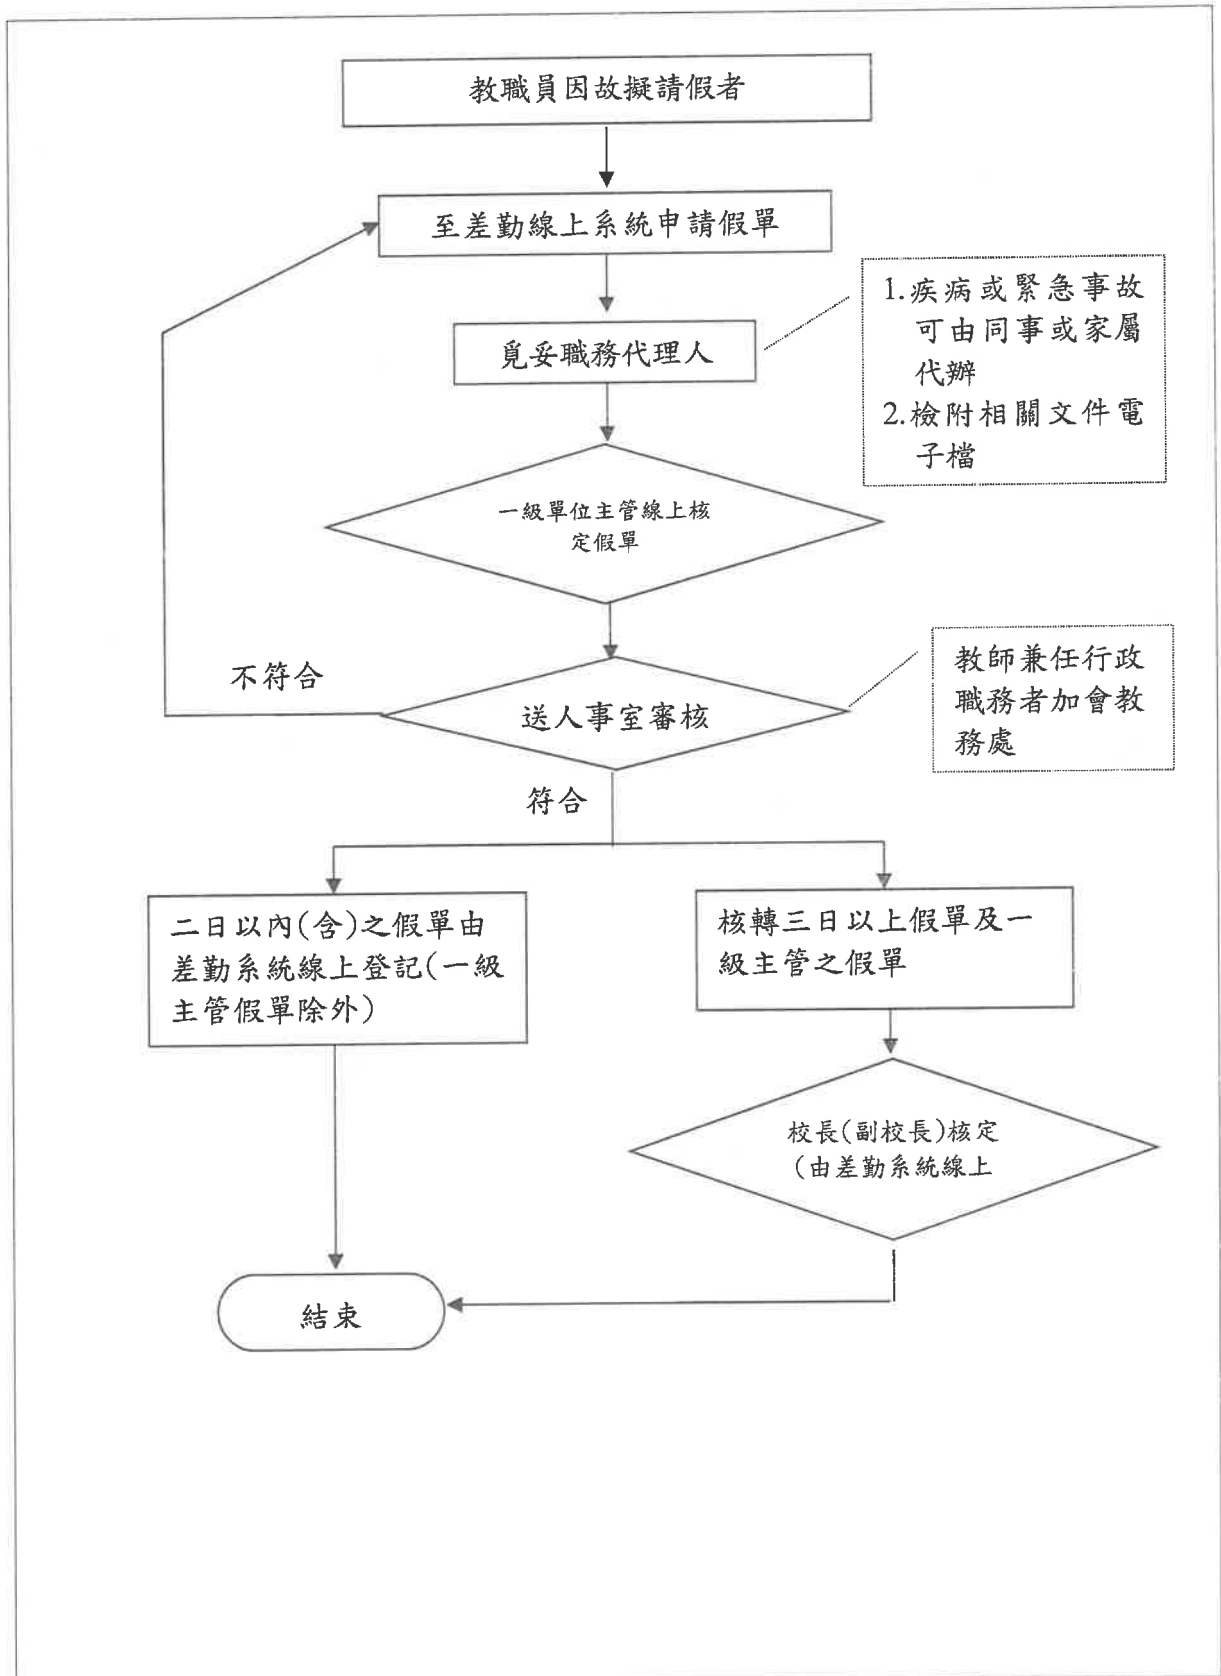 教職員因故擬請假者
至差勤線上系統申請假單
覓妥職務代理人
1.疾病或緊急事故
可由同事或家屬
代辦
2.檢附相關文件電
子檔
一級單位主管線上核
定假單
不符合
送人事室審核
教師兼任行政
職務者加會教
務處
符合
二日以內(含)之假單由
差勤系統線上登記(一級
主管假單除外)
核轉三日以上假單及一
級主管之假單
校長(副校長)核定
(由差勤系統線上
結束